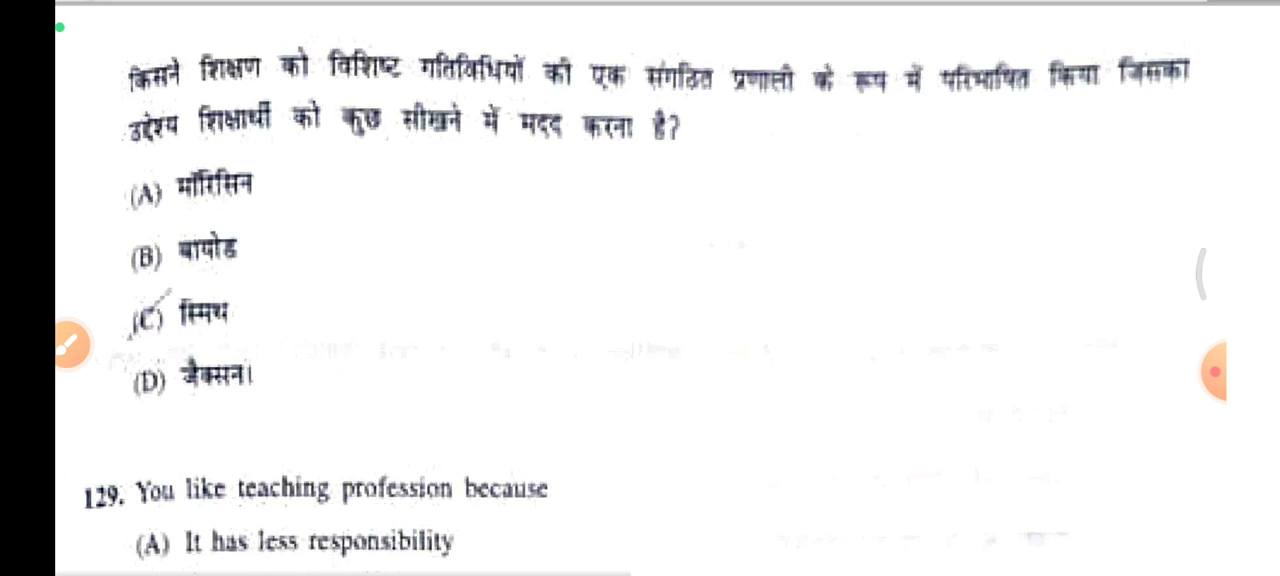 किसने शिक्षण को विशिष्ट गतिविधियों की एक संगठित प्रणाली के रूप में परिभाषित किया जिसका
उद्देश्य शिक्षार्थी को कुछ सीखने में मदद करना है?
(A) मॉरिसिन
(B) बायोड
(C) स्मिथ
(D) जैक्सन।
129. You like teaching profession because
(A) It has less responsibility